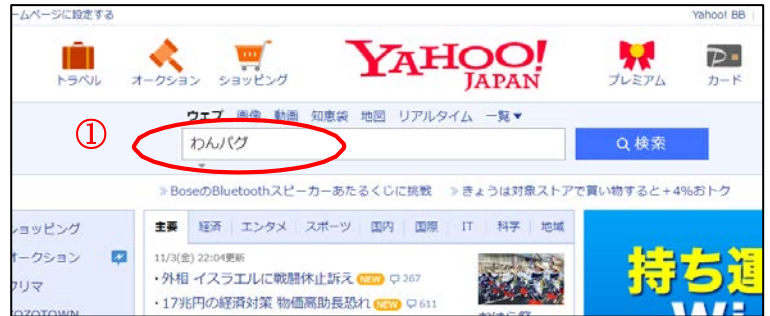 ームページに設定する
Yahoo! BB
トラベル
オークション
ショッピング
YAHOO!
JAPAN
プレミアム
カード
ウェブ 画像 動画 知恵袋 地図 リアルタイム 一覧▼
①
わんパグ
検索
»BoseのBluetoothスピーカーあたるくじに挑戦 »きょうは対象ストアで買い物すると+4%おトク
ョッピング
ークション
フリマ
ZOZOTOWN
主要 経済 エンタメ スポーツ 国内 国際 IT 科学 地域
11/3(金) 22:04更新
・外相 イスラエルに戦闘休止訴え NEW 267
・17兆円の経済対策 物価高助長恐れ NEW 611
持ち運